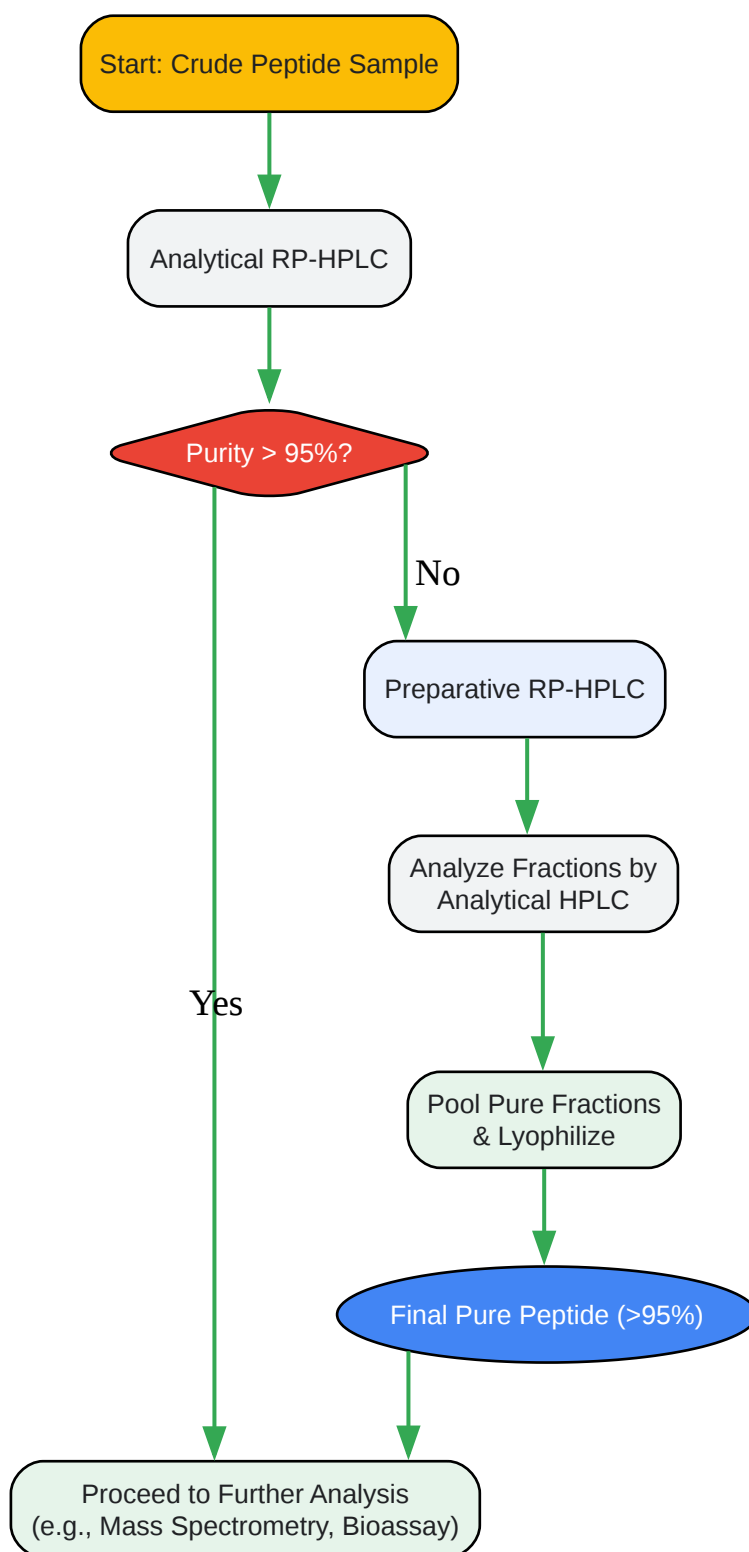 Start: Crude Peptide Sample
Analytical RP-HPLC
Purity > 95%?
No
Preparative RP-HPLC
Analyze Fractions by
Analytical HPLC
Yes
Pool Pure Fractions
& Lyophilize
Final Pure Peptide (>95%)
Proceed to Further Analysis
(e.g., Mass Spectrometry, Bioassay)